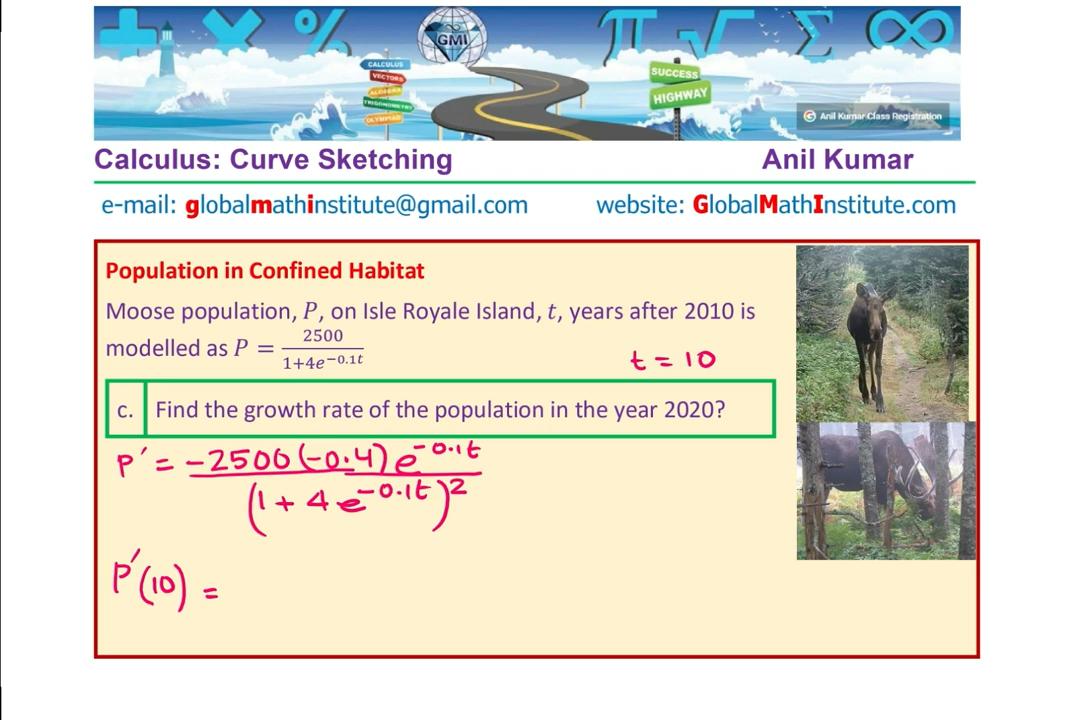 GMI
CALCULUS
VECTORS
ALGEBRA
TRIGONOMETRY
OLYMPIAD
SUCCESS
HIGHWAY
+ × % π √ Σ ∞
Anil Kumar Class Registration
Calculus: Curve Sketching Anil Kumar
e-mail: globalmathinstitute@gmail.com website: GlobalMathInstitute.com
Population in Confined Habitat
Moose population, P, on Isle Royale Island, t, years after 2010 is
modelled as P = 2500/(1+4e^(−0.1t))
t = 10
c. Find the growth rate of the population in the year 2020?
P′ = −2500(−0.4)e^(−0.1t)/(1 + 4e^(−0.1t))²
P′(10) =